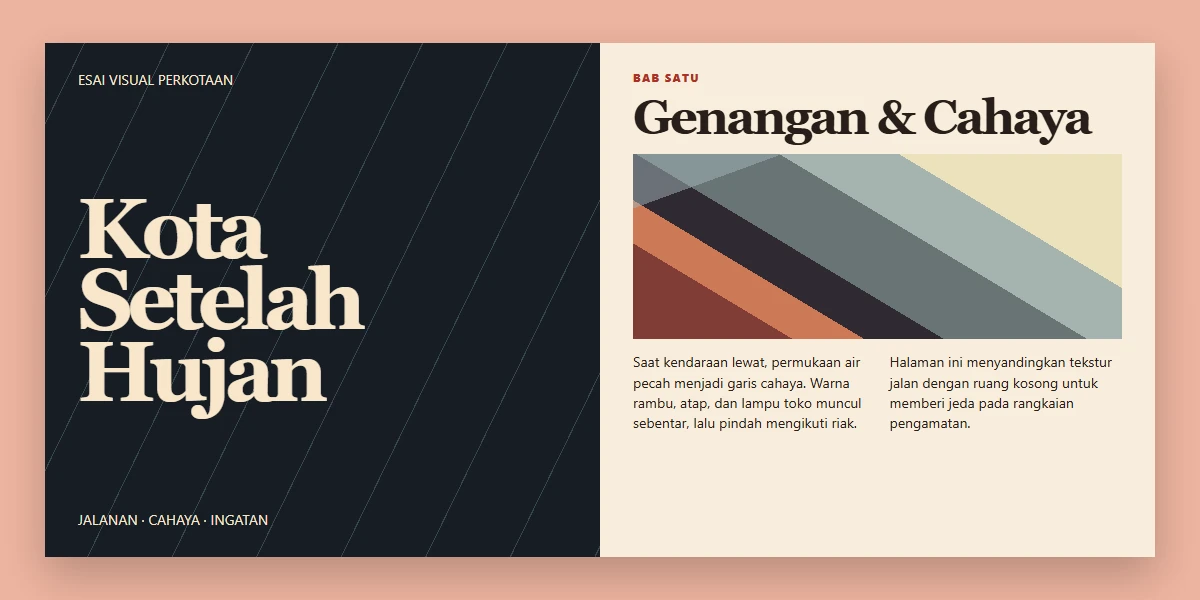 ESAI VISUAL PERKOTAAN
Kota
Setelah
Hujan
JALANAN · CAHAYA · INGATAN
BAB SATU
Genangan & Cahaya
Saat kendaraan lewat, permukaan air
pecah menjadi garis cahaya. Warna
rambu, atap, dan lampu toko muncul
sebentar, lalu pindah mengikuti riak.
Halaman ini menyandingkan tekstur
jalan dengan ruang kosong untuk
memberi jeda pada rangkaian
pengamatan.